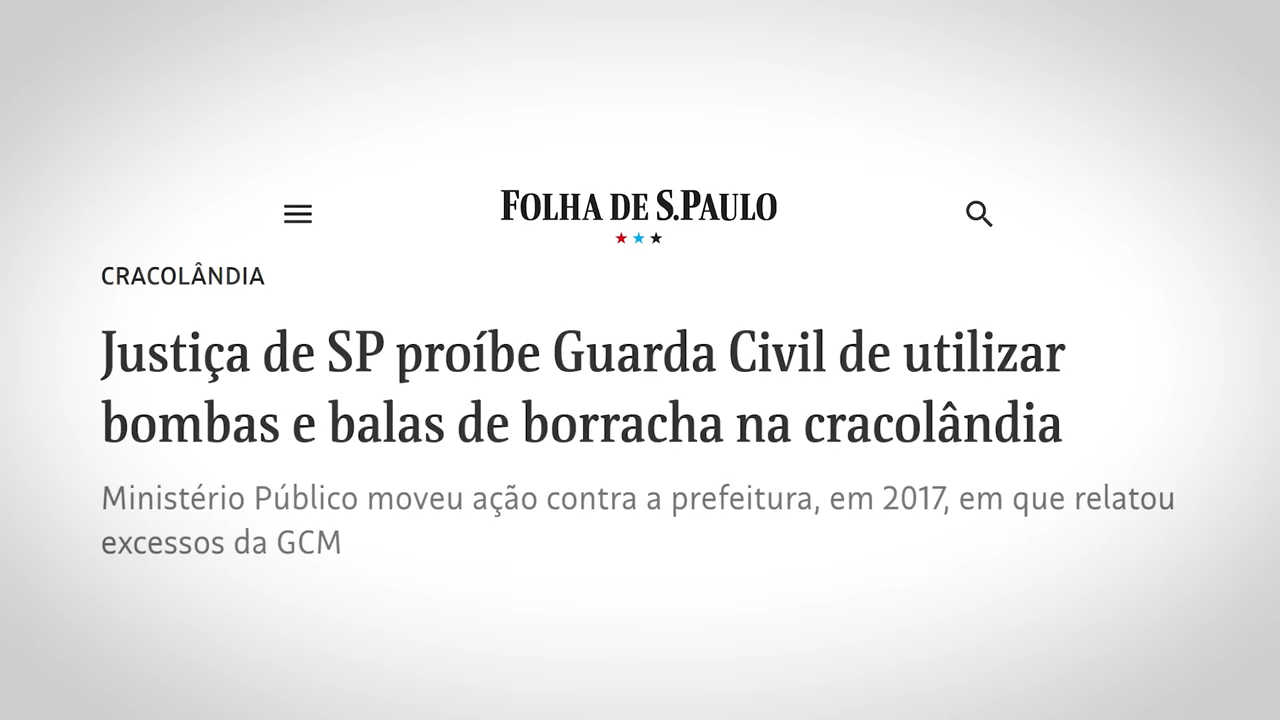 FOLHA DE S.PAULO
CRACOLÂNDIA
Justiça de SP proíbe Guarda Civil de utilizar
bombas e balas de borracha na cracolândia
Ministério Público moveu ação contra a prefeitura, em 2017, em que relatou
excessos da GCM